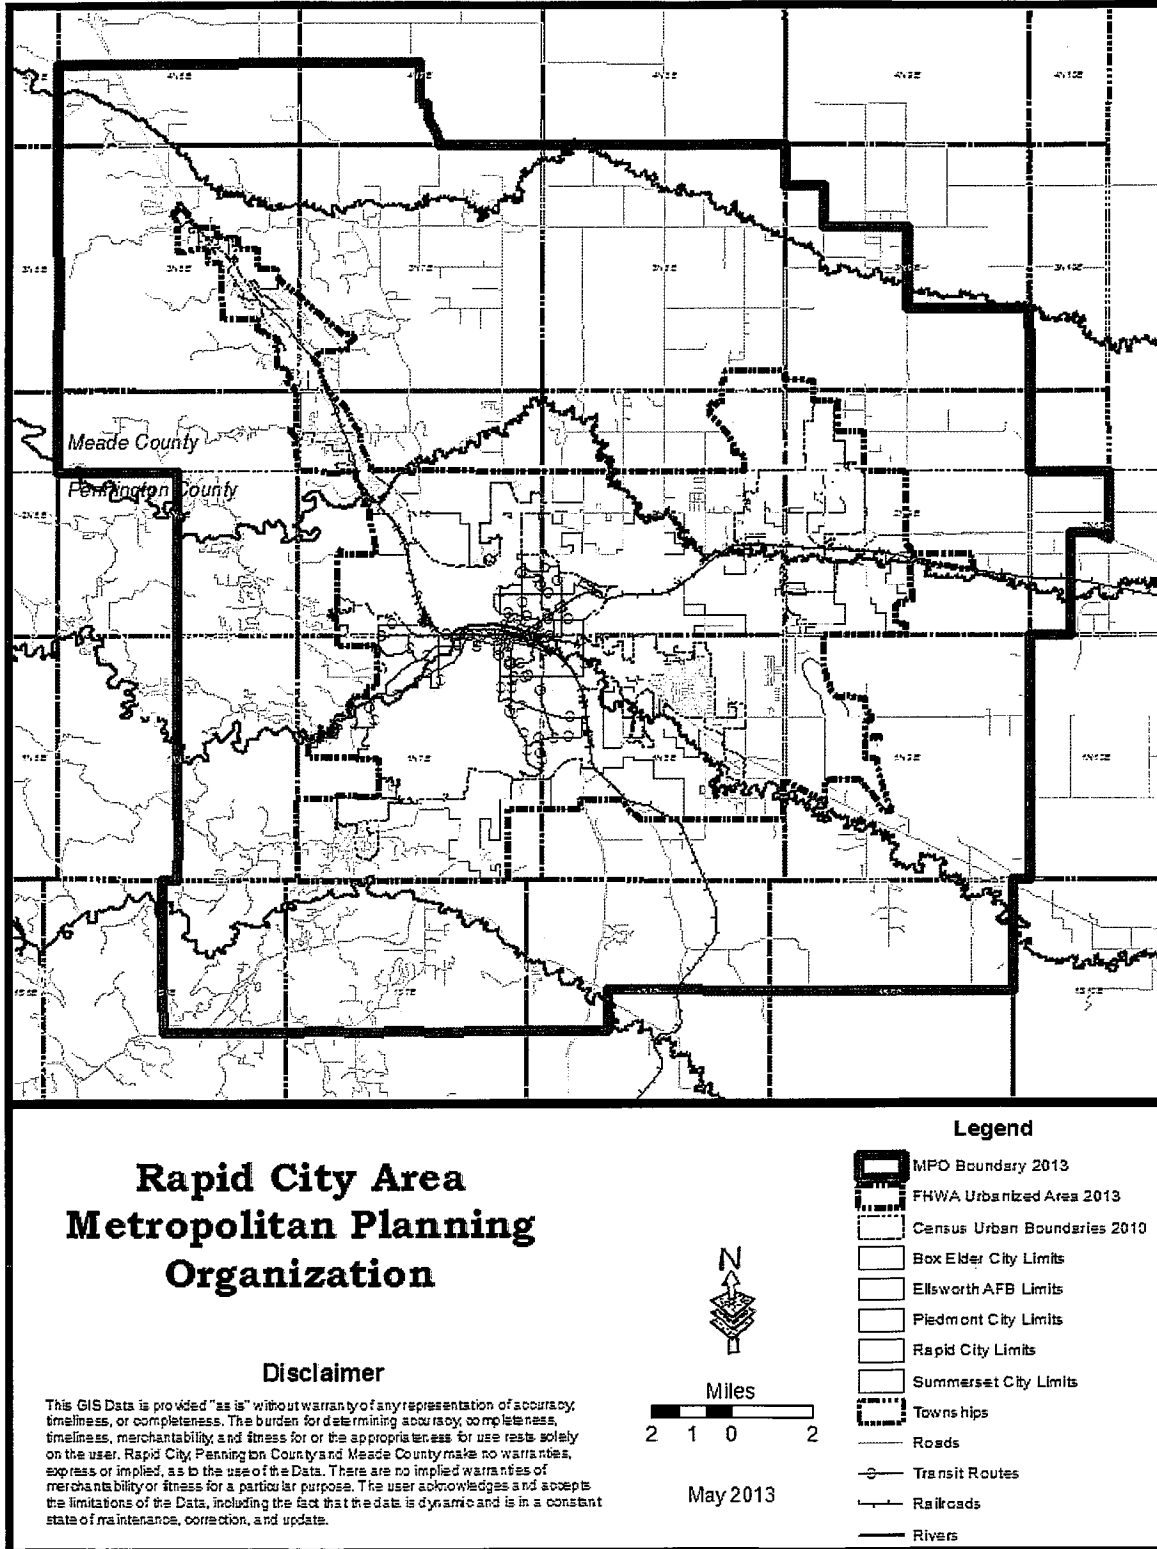 Meade County
Pennington County
Rapid City Area
Metropolitan Planning
Organization
Disclaimer
This GIS Data is provided "as is" without warranty of any representation of accuracy,
timeliness, or completeness. The burden for determining accuracy, completeness,
timeliness, merchantability, and fitness for or the appropriateness for use rests solely
on the user. Rapid City, Pennington County and Meade County make no warranties,
express or implied, as to the use of the Data. There are no implied warranties of
merchantability or fitness for a particular purpose. The user acknowledges and accepts
the limitations of the Data, including the fact that the data is dynamic and is in a constant
state of maintenance, correction, and update.
N
Miles
2 1 0 2
May 2013
Legend
MPO Boundary 2013
FHWA Urbanized Area 2013
Census Urban Boundaries 2010
Box Elder City Limits
Ellsworth AFB Limits
Piedmont City Limits
Rapid City Limits
Summerset City Limits
Townships
Roads
Transit Routes
Railroads
Rivers